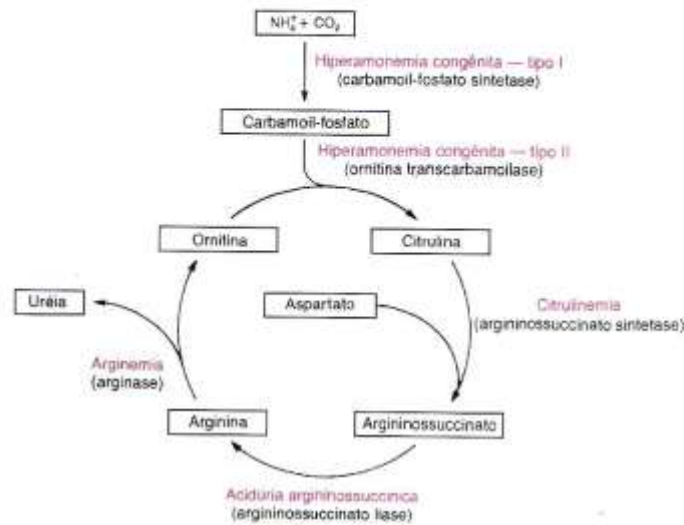 NH₄⁺ + CO₂
Hiperamonemia congênita — tipo I
(carbamoil-fosfato sintetase)
Carbamoil-fosfato
Hiperamonemia congênita — tipo II
(ornitina transcarbamoilase)
Ornitina
Citrulina
Uréia
Aspartato
Citrulinemia
(argininossuccinato sintetase)
Arginemia
(arginase)
Arginina
Argininossuccinato
Acidúria argininossucínica
(argininossuccinato liase)